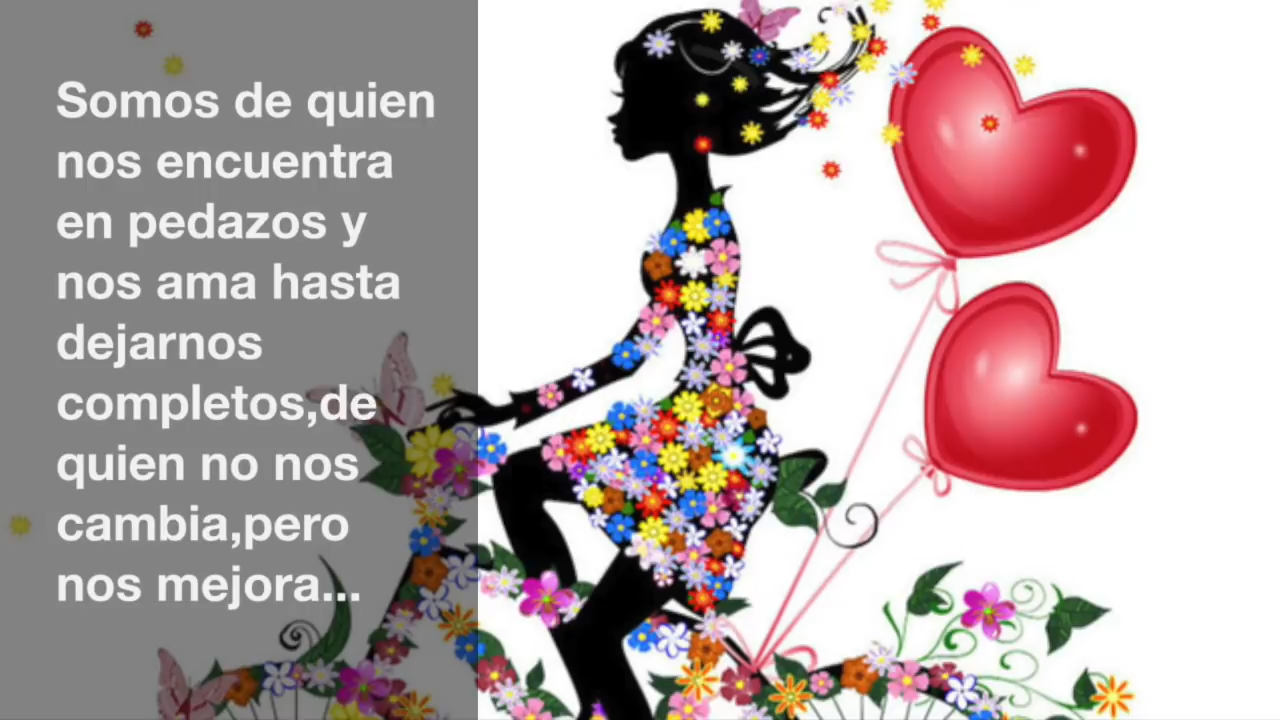 Somos de quien
nos encuentra
en pedazos y
nos ama hasta
dejarnos
completos,de
quien no nos
cambia,pero
nos mejora...